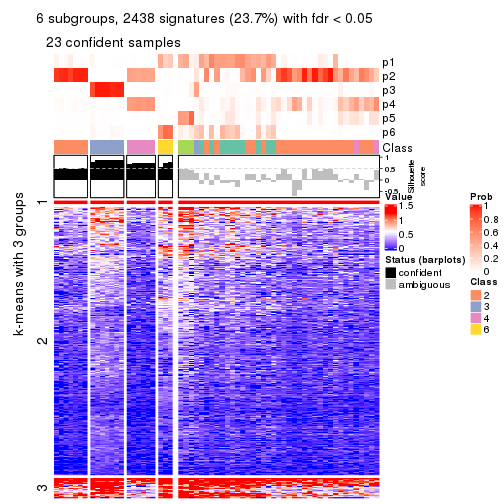 6 subgroups, 2438 signatures (23.7%) with fdr < 0.05
23 confident samples
p1
p2
p3
p4
p5
p6
Class
1
0.5
0
-0.5
Silhouette
score
k-means with 3 groups
1
2
3
Value
1.5
1
0.5
0
Status (barplots)
confident
ambiguous
Prob
1
0.8
0.6
0.4
0.2
0
Class
2
3
4
6